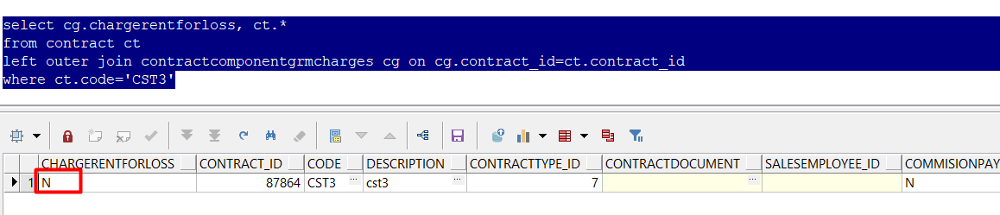 select cg.chargerentforloss, ct.*
from contract ct
left outer join contractcomponentgrmcharges cg on cg.contract_id=ct.contract_id
where ct.code='CST3'
CHARGERENTFORLOSS CONTRACT_ID CODE DESCRIPTION CONTRACTTYPE_ID CONTRACTDOCUMENT SALESEMPLOYEE_ID COMMISIONPAY
1 N 87864 CST3 ... cst3 ... 7 ... N